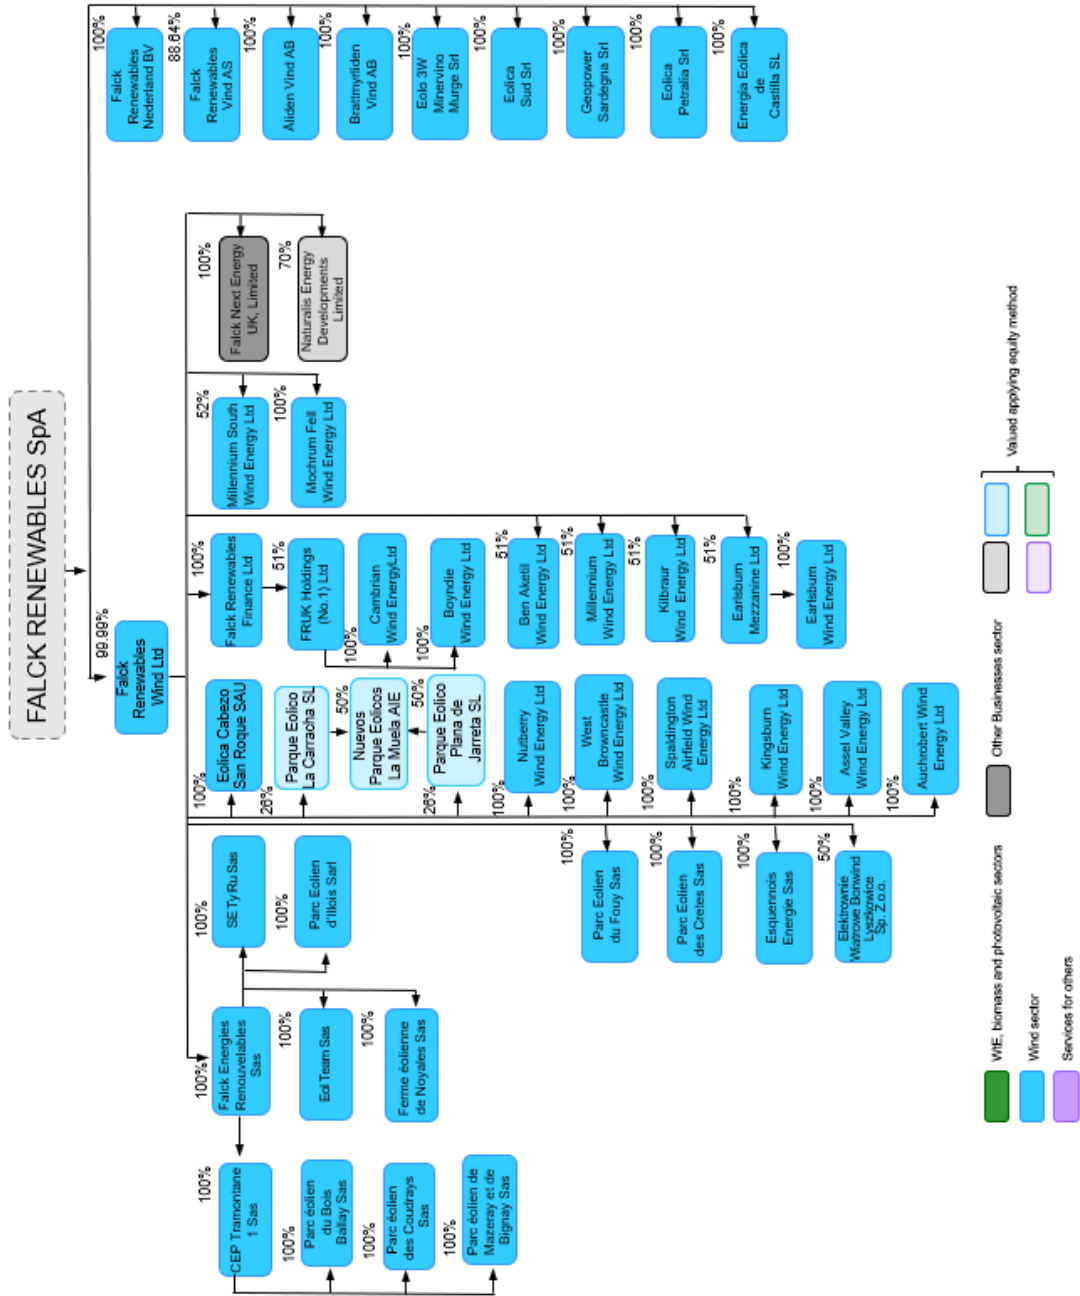 FALCK RENEWABLES SpA
99.99%
Falck
Renewables
Wind Ltd
100%
Falck
Renewables
Nederland BV
88.64%
Falck
Renewables
Vind AS
100%
Åliden Vind AB
100%
Brattmyrliden
Vind AB
100%
Eolo 3W
Minervino
Murge Srl
100%
Eolica
Sud Srl
100%
Geopower
Sardegna Srl
100%
Eolica
Petralia Srl
100%
Energia Eolica
de
Castilla SL
100%
Falck Energies
Renouvelables
Sas
100%
CEP Tramontane
1 Sas
100%
Parc éolien
du Bois
Ballay Sas
100%
Parc éolien
des Coudrays
Sas
100%
Parc éolien de
Mazeray et de
Bignay Sas
100%
Eol Team Sas
100%
Ferme éolienne
de Noyales Sas
100%
SE Ty Ru Sas
100%
Parc Eolien
d'Illois Sarl
100%
Parc Eolien
du Fouy Sas
100%
Parc Eolien
des Cretes Sas
100%
Esquennois
Energie Sas
50%
Elektrownie
Wiatrowe Bonwind
Lyszkowice
Sp. Z.o.o.
100%
Eolica Cabezo
San Roque SAU
26%
Parque Eolico
La Carracha SL
50%
Nuevos
Parque Eolicos
La Muela AIE
50%
26%
Parque Eolico
Plana de
Jarreta SL
100%
Nutberry
Wind Energy Ltd
100%
West
Browncastle
Wind Energy Ltd
100%
Spaldington
Airfield Wind
Energy Ltd
100%
Kingsburn
Wind Energy Ltd
100%
Assel Valley
Wind Energy Ltd
100%
Auchrobert Wind
Energy Ltd
100%
Falck Renewables
Finance Ltd
51%
FRUK Holdings
(No.1) Ltd
100%
Cambrian
Wind EnergyLtd
100%
Boyndie
Wind Energy Ltd
51%
Ben Aketil
Wind Energy Ltd
51%
Millennium
Wind Energy Ltd
51%
Kilbraur
Wind Energy Ltd
51%
Earlsburn
Mezzanine Ltd
100%
Earlsburn
Wind Energy Ltd
52%
Millennium South
Wind Energy Ltd
100%
Mochrum Fell
Wind Energy Ltd
100%
Falck Next Energy
UK, Limited
70%
Naturalis Energy
Developments
Limited
WtE, biomass and photovoltaic sectors
Other Businesses sector
Wind sector
Services for others
Valued applying equity method